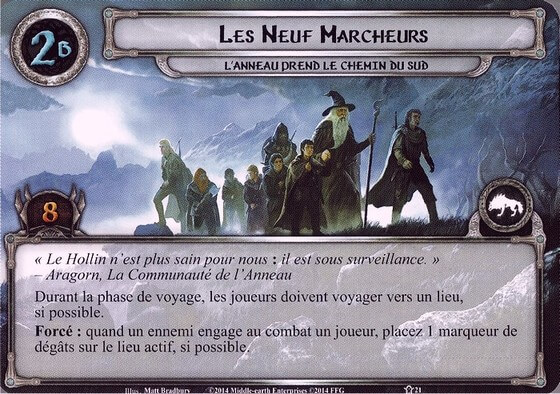 2B
LES NEUF MARCHEURS
L'ANNEAU PREND LE CHEMIN DU SUD
8
« Le Hollin n'est plus sain pour nous : il est sous surveillance. »
– Aragorn, La Communauté de l'Anneau
Durant la phase de voyage, les joueurs doivent voyager vers un lieu,
si possible.
Forcé : quand un ennemi engage au combat un joueur, placez 1 marqueur de
dégâts sur le lieu actif, si possible.
Illus. Matt Bradbury ©2014 Middle-earth Enterprises ©2014 FFG 21